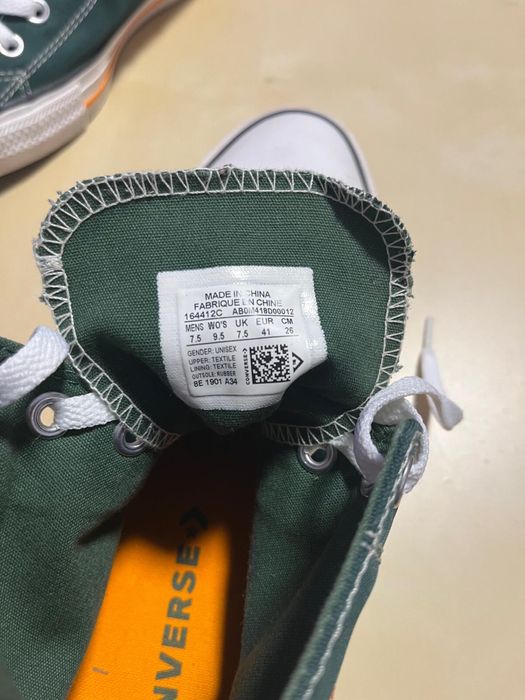 MADE IN CHINA
FABRIQUE EN CHINE
164412C AB0M418D00012
MENS WO'S UK EUR CM
7.5 9.5 7.5 41 26
GENDER: UNISEX
UPPER: TEXTILE
LINING: TEXTILE
OUTSOLE: RUBBER
8E 1901 A34
CONVERSE
NVERSE